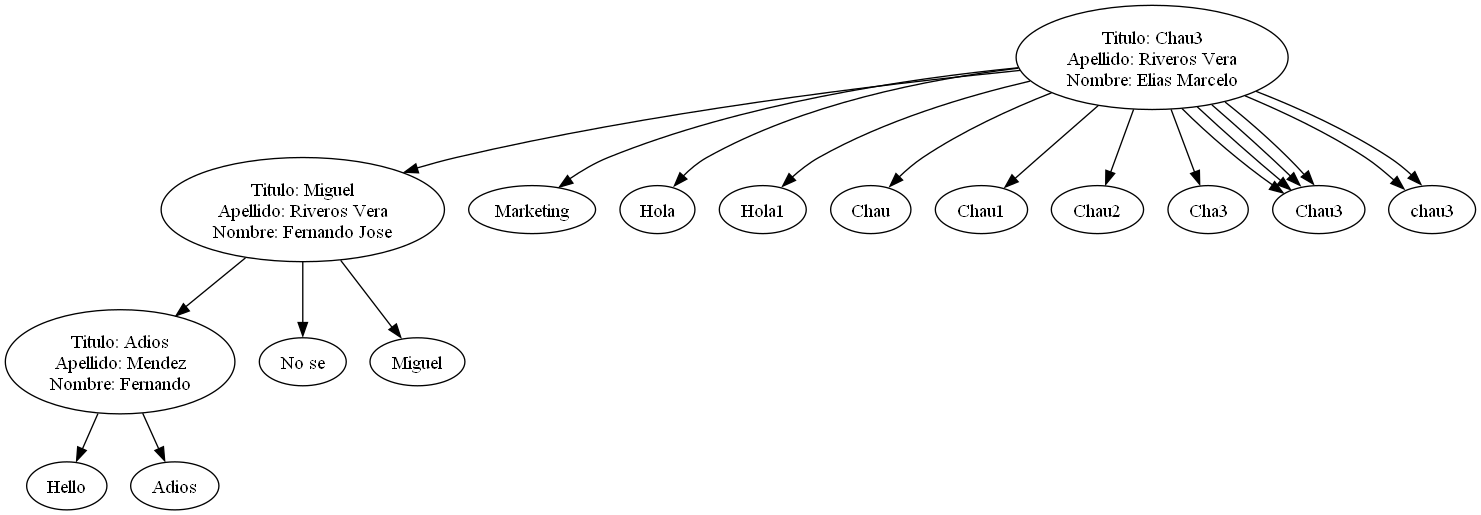 Titulo: Chau3
Apellido: Riveros Vera
Nombre: Elias Marcelo
Titulo: Miguel
Apellido: Riveros Vera
Nombre: Fernando Jose
Marketing
Hola
Hola1
Chau
Chau1
Chau2
Cha3
Chau3
chau3
Titulo: Adios
Apellido: Mendez
Nombre: Fernando
No se
Miguel
Hello
Adios